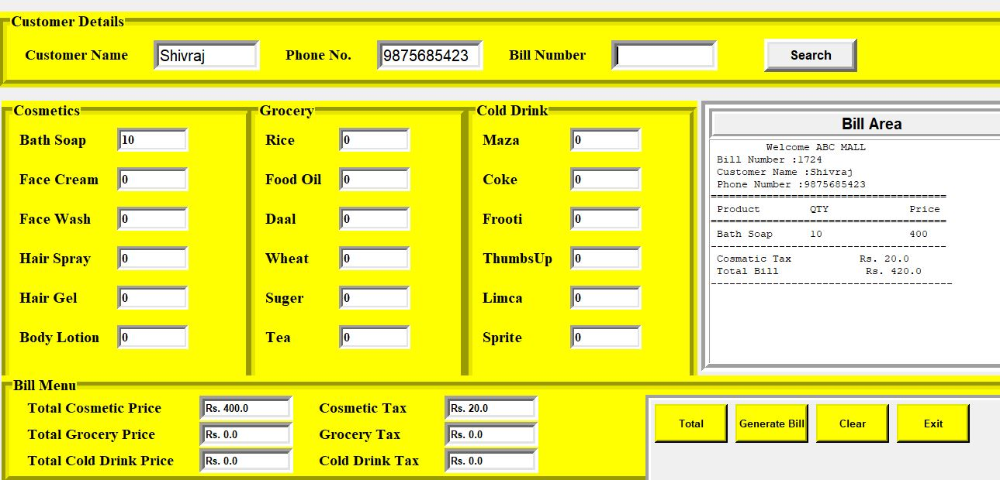 Customer Details
Customer Name Shivraj Phone No. 9875685423 Bill Number Search
Cosmetics
Bath Soap 10
Face Cream 0
Face Wash 0
Hair Spray 0
Hair Gel 0
Body Lotion 0
Grocery
Rice 0
Food Oil 0
Daal 0
Wheat 0
Suger 0
Tea 0
Cold Drink
Maza 0
Coke 0
Frooti 0
ThumbsUp 0
Limca 0
Sprite 0
Bill Area
Welcome ABC MALL
Bill Number :1724
Customer Name :Shivraj
Phone Number :9875685423
======================================
Product QTY Price
======================================
Bath Soap 10 400
--------------------------------------
Cosmatic Tax Rs. 20.0
Total Bill Rs. 420.0
---------------------------------------
Bill Menu
Total Cosmetic Price Rs. 400.0 Cosmetic Tax Rs. 20.0
Total Grocery Price Rs. 0.0 Grocery Tax Rs. 0.0
Total Cold Drink Price Rs. 0.0 Cold Drink Tax Rs. 0.0
Total Generate Bill Clear Exit